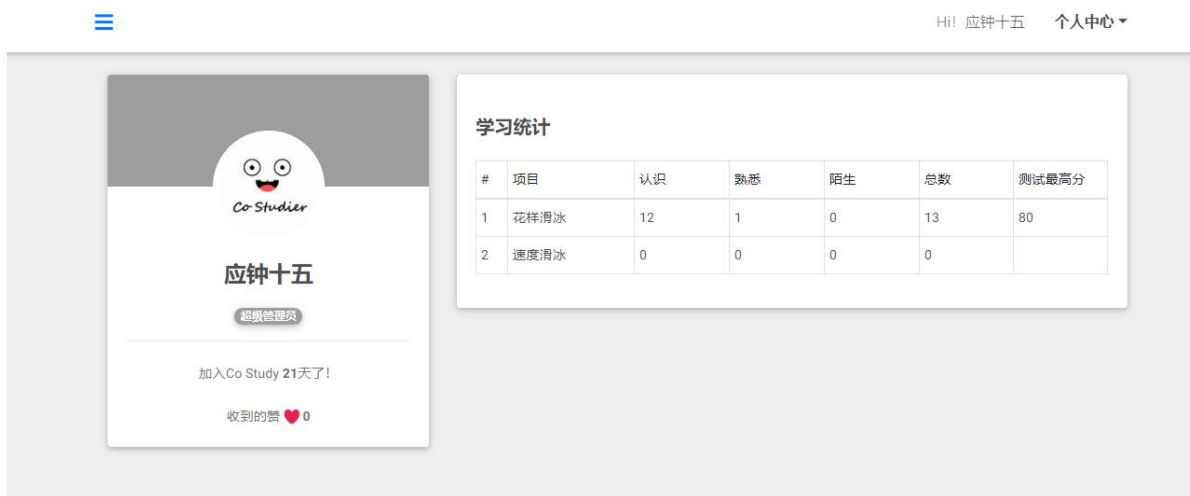 Hi！应钟十五 个人中心
Co Studier
应钟十五
超级管理员
加入Co Study 21天了！
收到的赞 0
学习统计
# 项目 认识 熟悉 陌生 总数 测试最高分
1 花样滑冰 12 1 0 13 80
2 速度滑冰 0 0 0 0